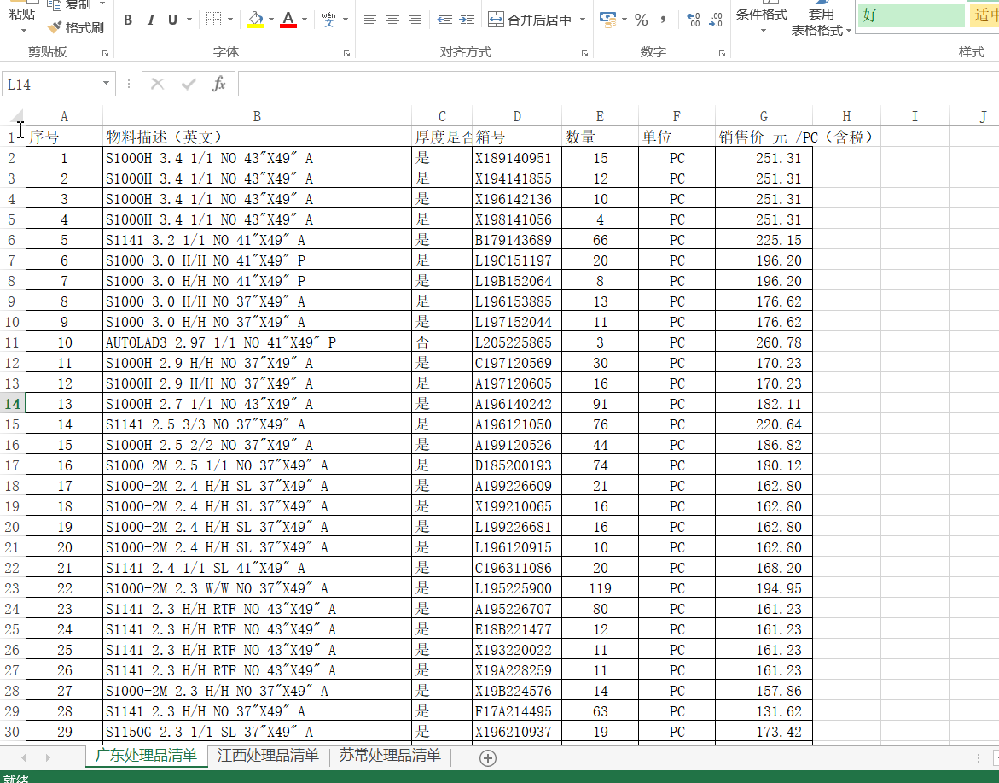 粘贴 复制 格式刷 B I U A wén 文 合并后居中 % , 条件格式 套用 表格格式 好 适中
剪贴板 字体 对齐方式 数字 样式
L14 fx
A B C D E F G H I J
1 序号 物料描述（英文） 厚度是否 箱号 数量 单位 销售价 元 /PC（含税）
2 1 S1000H 3.4 1/1 NO 43"X49" A 是 X189140951 15 PC 251.31
3 2 S1000H 3.4 1/1 NO 43"X49" A 是 X194141855 12 PC 251.31
4 3 S1000H 3.4 1/1 NO 43"X49" A 是 X196142136 10 PC 251.31
5 4 S1000H 3.4 1/1 NO 43"X49" A 是 X198141056 4 PC 251.31
6 5 S1141 3.2 1/1 NO 41"X49" A 是 B179143689 66 PC 225.15
7 6 S1000 3.0 H/H NO 41"X49" P 是 L19C151197 20 PC 196.20
8 7 S1000 3.0 H/H NO 41"X49" P 是 L19B152064 8 PC 196.20
9 8 S1000 3.0 H/H NO 37"X49" A 是 L196153885 13 PC 176.62
10 9 S1000 3.0 H/H NO 37"X49" A 是 L197152044 11 PC 176.62
11 10 AUTOLAD3 2.97 1/1 NO 41"X49" P 否 L205225865 3 PC 260.78
12 11 S1000H 2.9 H/H NO 37"X49" A 是 C197120569 30 PC 170.23
13 12 S1000H 2.9 H/H NO 37"X49" A 是 A197120605 16 PC 170.23
14 13 S1000H 2.7 1/1 NO 43"X49" A 是 A196140242 91 PC 182.11
15 14 S1141 2.5 3/3 NO 37"X49" A 是 A196121050 76 PC 220.64
16 15 S1000H 2.5 2/2 NO 37"X49" A 是 A199120526 44 PC 186.82
17 16 S1000-2M 2.5 1/1 NO 37"X49" A 是 D185200193 74 PC 180.12
18 17 S1000-2M 2.4 H/H SL 37"X49" A 是 A199226609 21 PC 162.80
19 18 S1000-2M 2.4 H/H SL 37"X49" A 是 X199210065 16 PC 162.80
20 19 S1000-2M 2.4 H/H SL 37"X49" A 是 L199226681 16 PC 162.80
21 20 S1000-2M 2.4 H/H SL 37"X49" A 是 L196120915 10 PC 162.80
22 21 S1141 2.4 1/1 SL 41"X49" A 是 C196311086 20 PC 168.20
23 22 S1000-2M 2.3 W/W NO 37"X49" A 是 L195225900 119 PC 194.95
24 23 S1141 2.3 H/H RTF NO 43"X49" A 是 A195226707 80 PC 161.23
25 24 S1141 2.3 H/H RTF NO 43"X49" A 是 E18B221477 12 PC 161.23
26 25 S1141 2.3 H/H RTF NO 43"X49" A 是 X193220022 11 PC 161.23
27 26 S1141 2.3 H/H RTF NO 43"X49" A 是 X19A228259 11 PC 161.23
28 27 S1000-2M 2.3 H/H NO 37"X49" A 是 X19B224576 14 PC 157.86
29 28 S1141 2.3 H/H NO 37"X49" A 是 F17A214495 63 PC 131.62
30 29 S1150G 2.3 1/1 SL 37"X49" A 是 X196210937 19 PC 173.42
广东处理品清单 江西处理品清单 苏常处理品清单
就绪